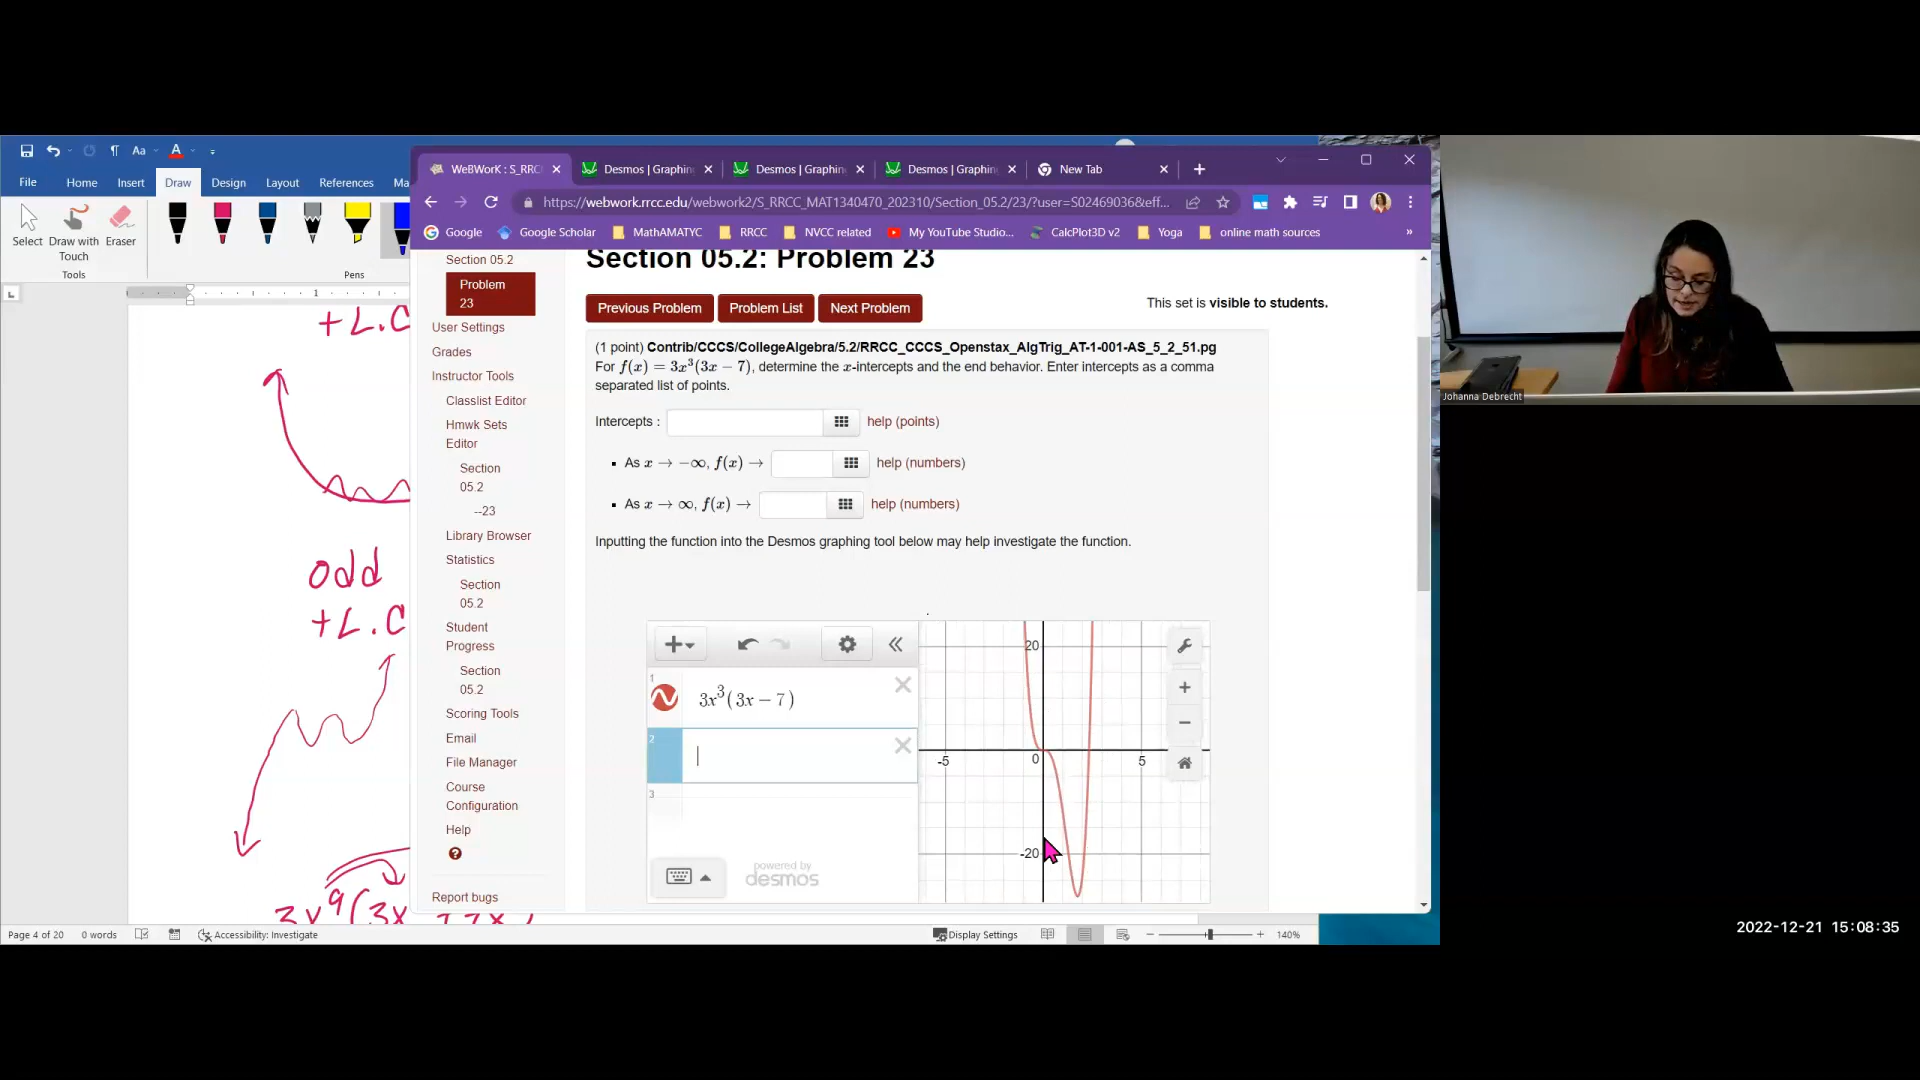 File Home Insert Draw Design Layout References Ma
Select Draw with Touch Eraser
Tools
Pens
+L.C
odd
+L.C
Page 4 of 20 0 words Accessibility: Investigate Display Settings 140%
WeBWorK : S_RRC Desmos | Graphin Desmos | Graphin Desmos | Graphin New Tab
https://webwork.rrcc.edu/webwork2/S_RRCC_MAT1340470_202310/Section_05.2/23/?user=S02469036&eff...
Google Google Scholar MathAMATYC RRCC NVCC related My YouTube Studio... CalcPlot3D v2 Yoga online math sources »
Section 05.2
Problem 23
User Settings
Grades
Instructor Tools
Classlist Editor
Hmwk Sets Editor
Section 05.2
--23
Library Browser
Statistics
Section 05.2
Student Progress
Section 05.2
Scoring Tools
Email
File Manager
Course Configuration
Help
Report bugs
Section 05.2: Problem 23
Previous Problem Problem List Next Problem
This set is visible to students.
(1 point) Contrib/CCCS/CollegeAlgebra/5.2/RRCC_CCCS_Openstax_AlgTrig_AT-1-001-AS_5_2_51.pg
For f(x) = 3x³(3x − 7), determine the x-intercepts and the end behavior. Enter intercepts as a comma
separated list of points.
Intercepts : help (points)
As x → −∞, f(x) → help (numbers)
As x → ∞, f(x) → help (numbers)
Inputting the function into the Desmos graphing tool below may help investigate the function.
1
3x³(3x − 7)
2
3
powered by
desmos
20
-5 0 5
-20
Johanna Debrecht
2022-12-21 15:08:35